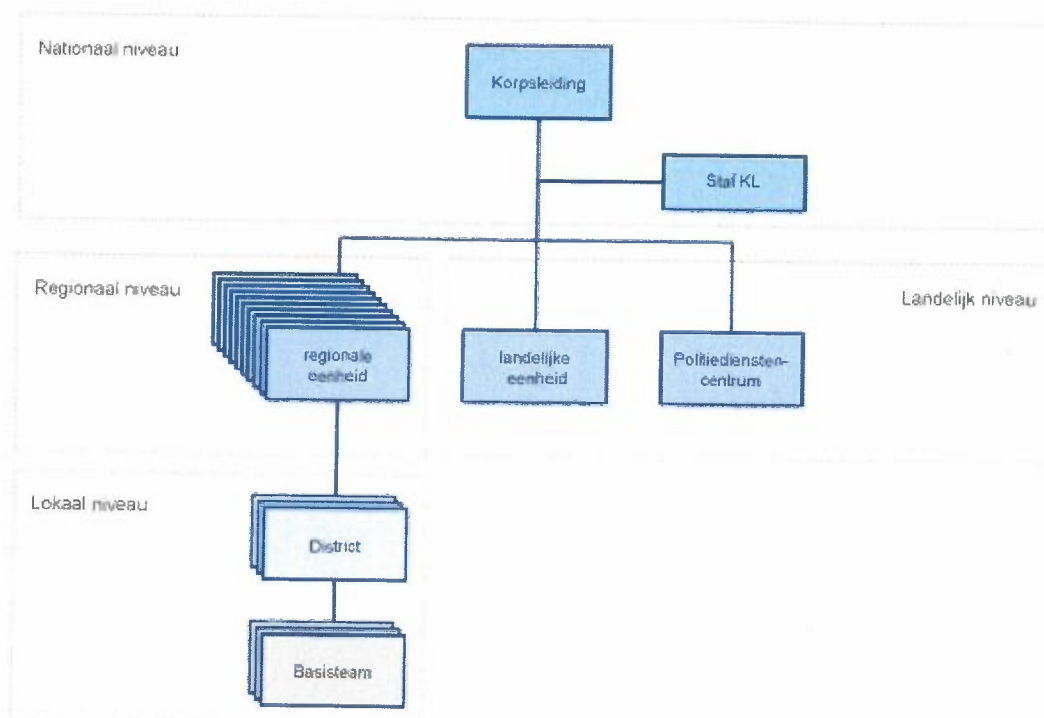 Nationaal niveau
Korpsleiding
Staf KL
Regionaal niveau
Landelijk niveau
regionale
eenheid
landelijke
eenheid
Politiediensten-
centrum
Lokaal niveau
District
Basisteam